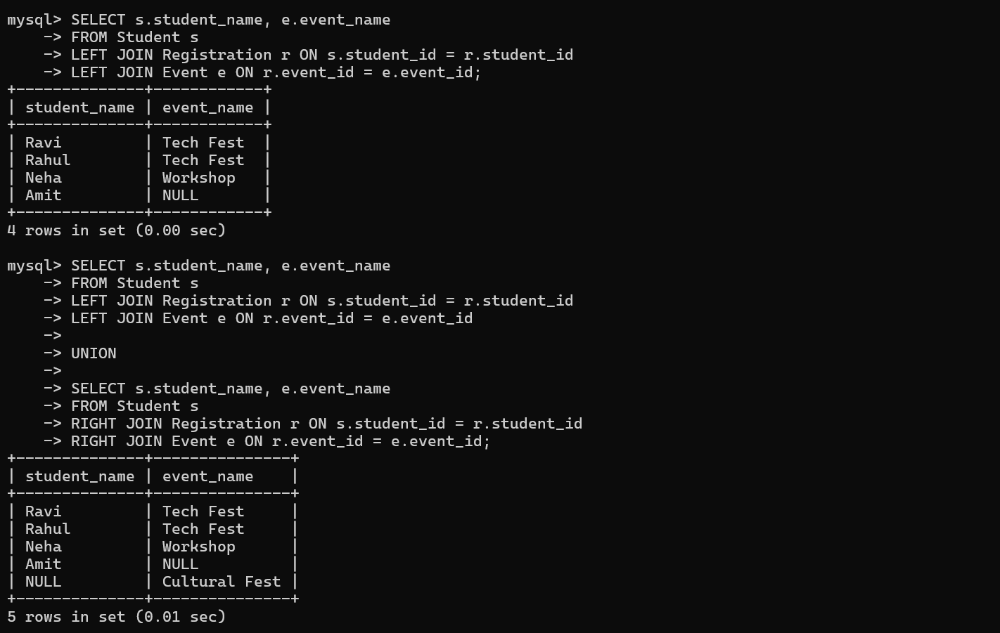 mysql> SELECT s.student_name, e.event_name
    -> FROM Student s
    -> LEFT JOIN Registration r ON s.student_id = r.student_id
    -> LEFT JOIN Event e ON r.event_id = e.event_id;
+--------------+------------+
| student_name | event_name |
+--------------+------------+
| Ravi         | Tech Fest  |
| Rahul        | Tech Fest  |
| Neha         | Workshop   |
| Amit         | NULL       |
+--------------+------------+
4 rows in set (0.00 sec)

mysql> SELECT s.student_name, e.event_name
    -> FROM Student s
    -> LEFT JOIN Registration r ON s.student_id = r.student_id
    -> LEFT JOIN Event e ON r.event_id = e.event_id
    ->
    -> UNION
    ->
    -> SELECT s.student_name, e.event_name
    -> FROM Student s
    -> RIGHT JOIN Registration r ON s.student_id = r.student_id
    -> RIGHT JOIN Event e ON r.event_id = e.event_id;
+--------------+---------------+
| student_name | event_name    |
+--------------+---------------+
| Ravi         | Tech Fest     |
| Rahul        | Tech Fest     |
| Neha         | Workshop      |
| Amit         | NULL          |
| NULL         | Cultural Fest |
+--------------+---------------+
5 rows in set (0.01 sec)